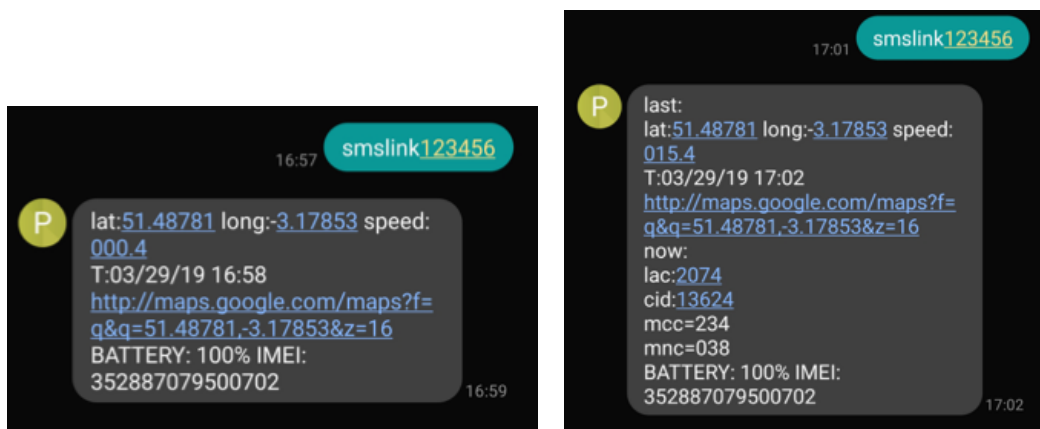 16:57 smslink123456
P
lat:51.48781 long:-3.17853 speed:
000.4
T:03/29/19 16:58
http://maps.google.com/maps?f=
q&q=51.48781,-3.17853&z=16
BATTERY: 100% IMEI:
352887079500702
16:59
17:01 smslink123456
P
last:
lat:51.48781 long:-3.17853 speed:
015.4
T:03/29/19 17:02
http://maps.google.com/maps?f=
q&q=51.48781,-3.17853&z=16
now:
lac:2074
cid:13624
mcc=234
mnc=038
BATTERY: 100% IMEI:
352887079500702
17:02